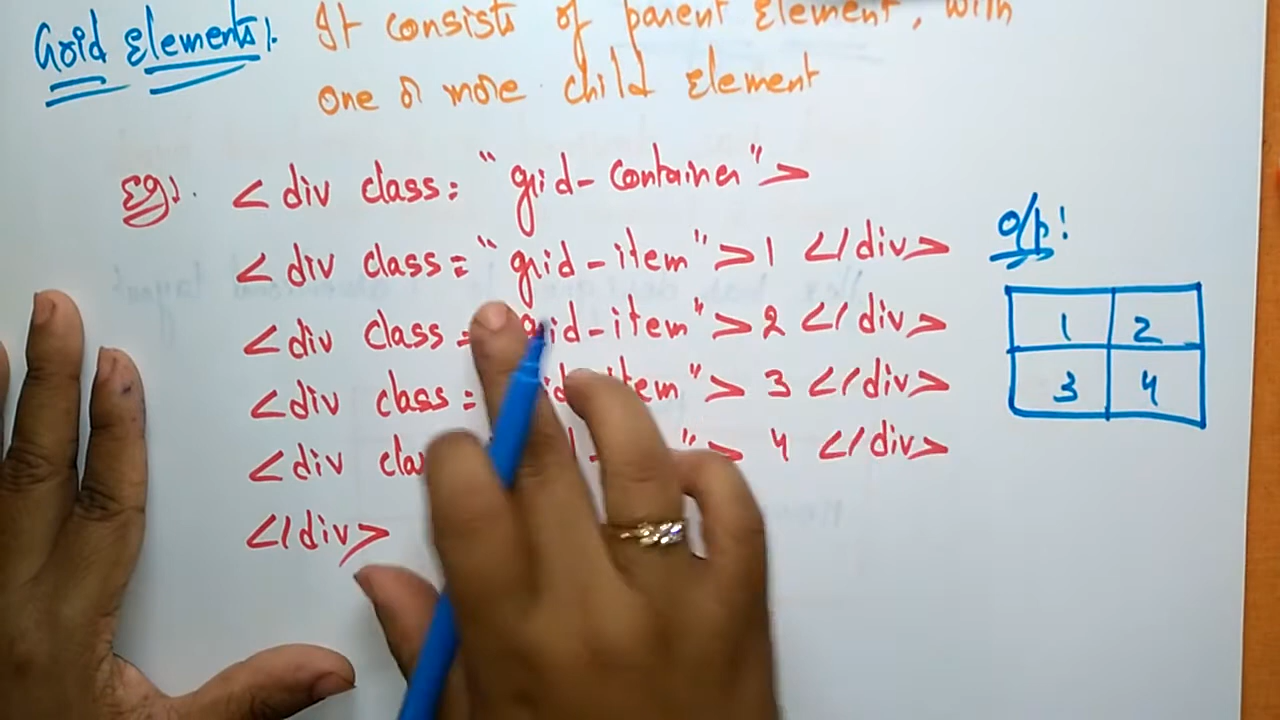 Grid Elements:
It consists of parent Element, with
one or more child Element
Eg:
<div class: "grid-container">
<div class="grid-item">1 </div>
<div class = grid-item">2 </div>
<div class= item"> 3 </div>
<div "> 4 </div>
</div>
o/p:
1 2
3 4